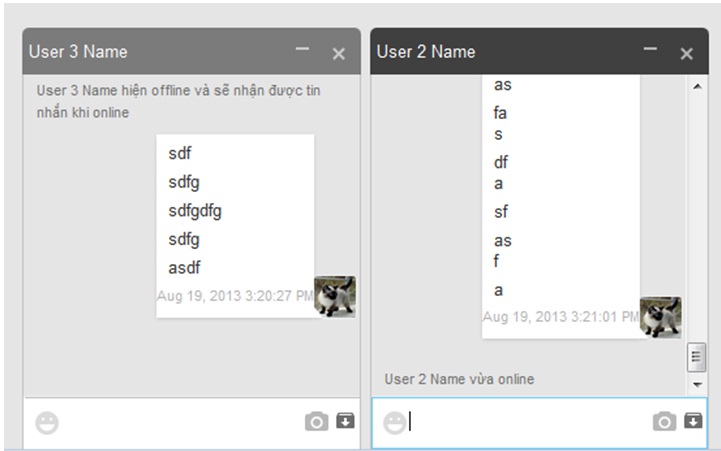 User 3 Name
User 3 Name hiện offline và sẽ nhận được tin
nhắn khi online
sdf
sdfg
sdfgdfg
sdfg
asdf
Aug 19, 2013 3:20:27 PM
User 2 Name
as
fa
s
df
a
sf
as
f
a
Aug 19, 2013 3:21:01 PM
User 2 Name vừa online